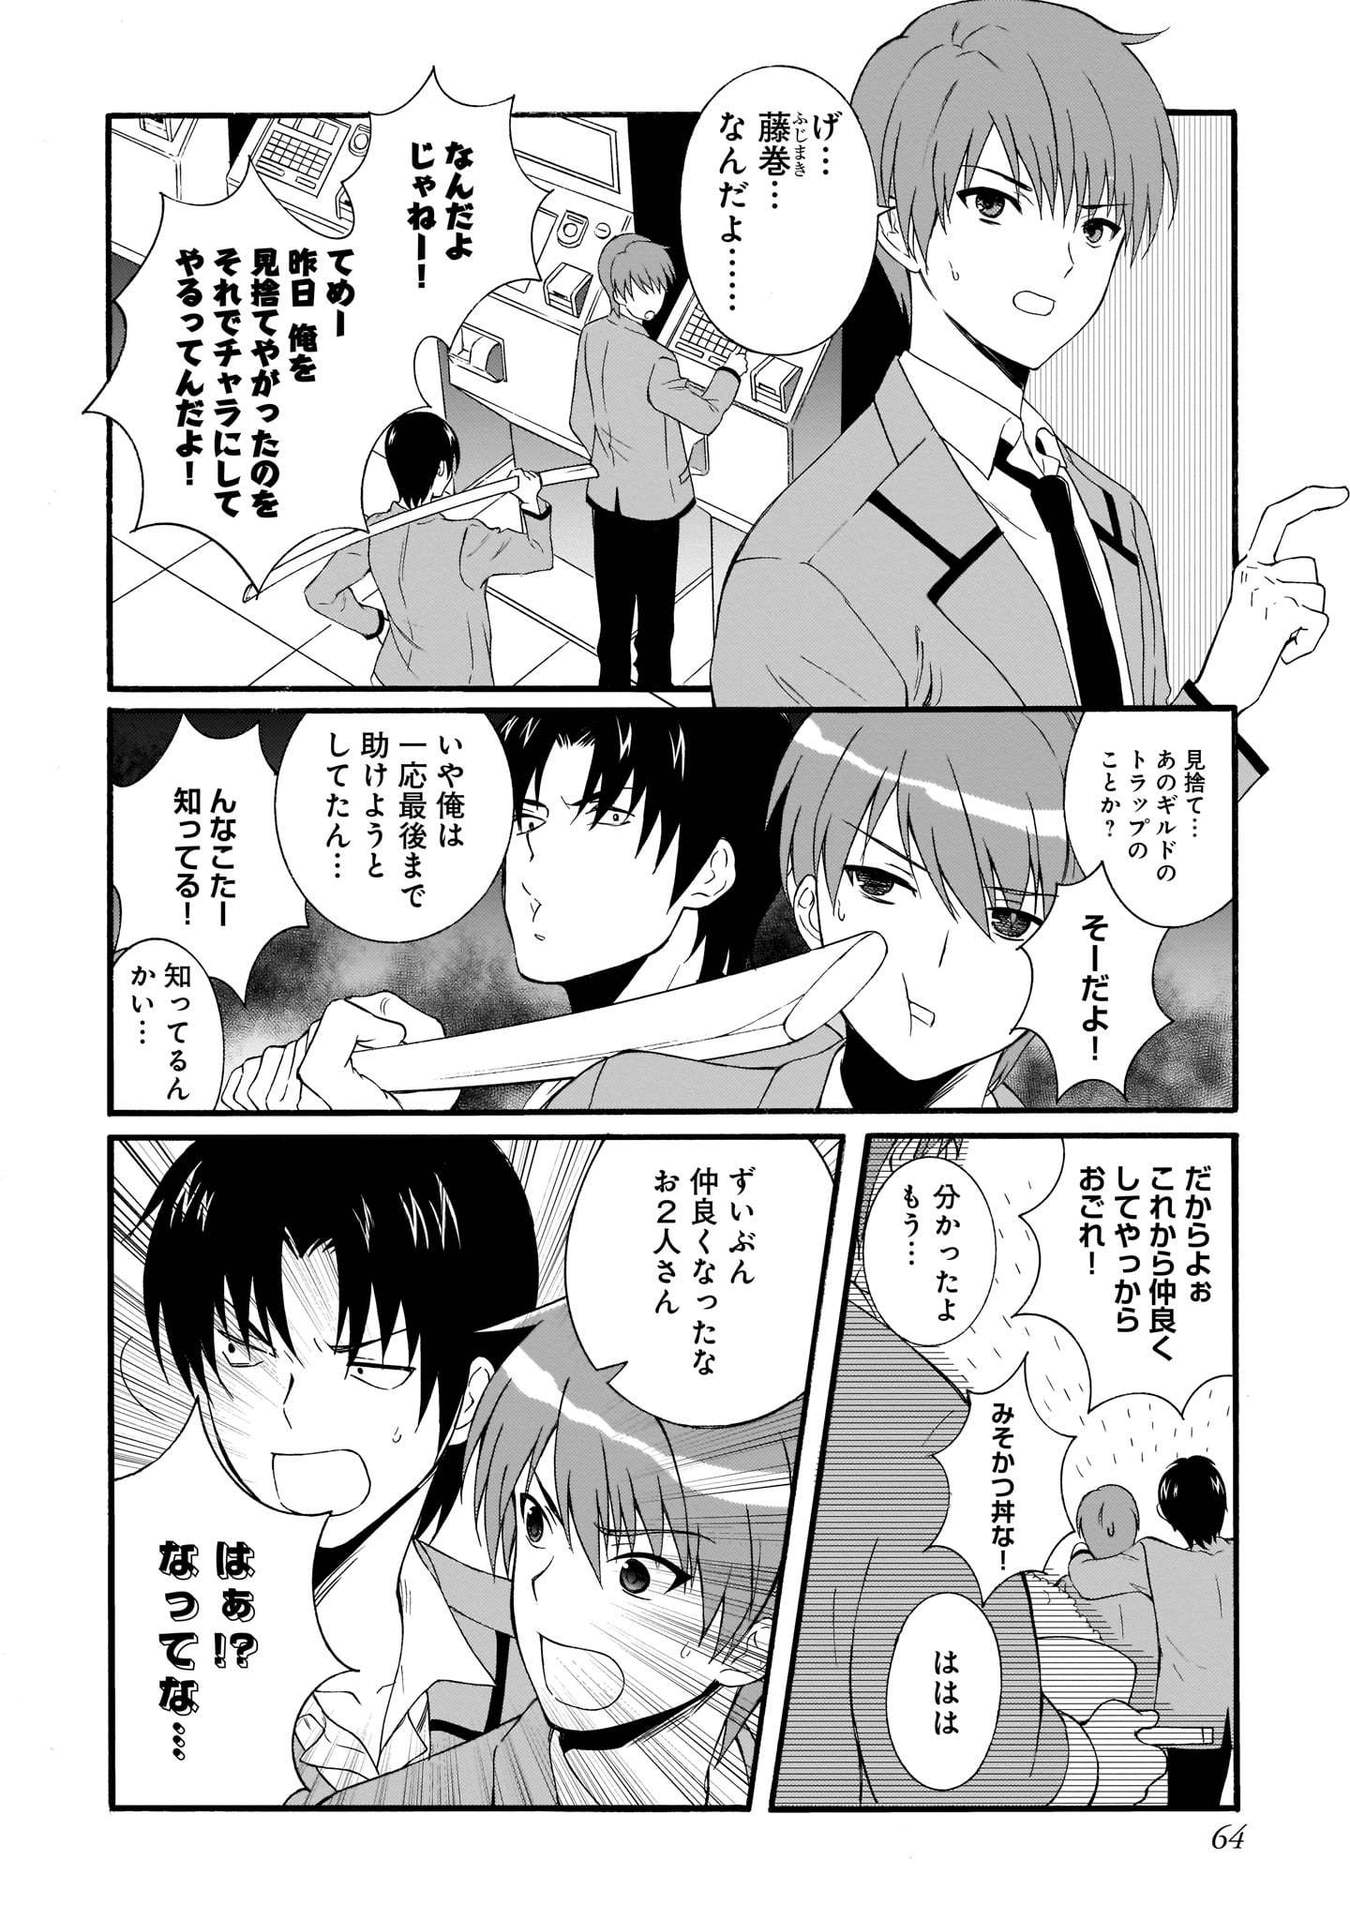 げ…
藤巻…
ふじまき
なんだよ……
なんだよ
じゃねー！
てめー
昨日 俺を
見捨てやがったのを
それでチャラにして
やるってんだよ！
見捨て…
あのギルドの
トラップの
ことか？
そーだよ！
いや俺は
一応最後まで
助けようと
してたん…
んなこたー
知ってる！
知ってるん
かい…
だからよぉ
これから仲良く
してやっから
おごれ！
分かったよ
もう…
みそかつ丼な！
ははは
ずいぶん
仲良くなったな
お2人さん
はぁ!?
なってな…
64